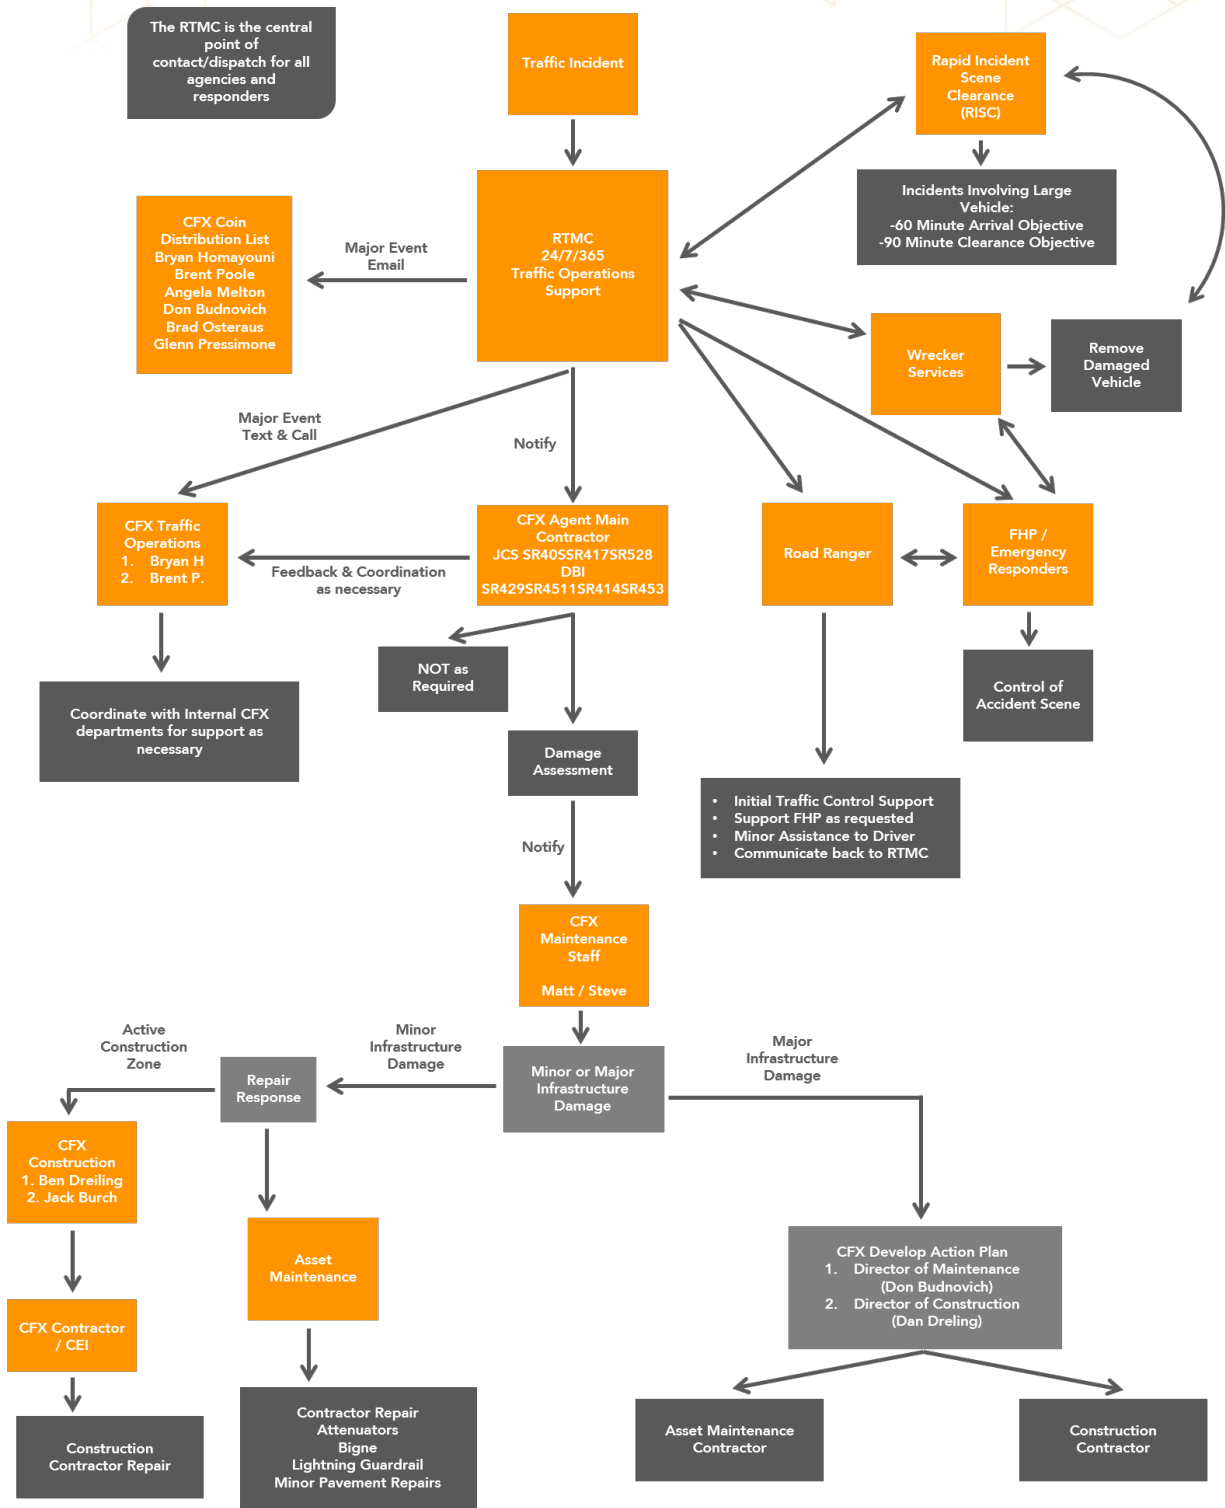 The RTMC is the central
point of
contact/dispatch for all
agencies and
responders
Traffic Incident
Rapid Incident
Scene
Clearance
(RISC)
Incidents Involving Large
Vehicle:
-60 Minute Arrival Objective
-90 Minute Clearance Objective
CFX Coin
Distribution List
Bryan Homayouni
Brent Poole
Angela Melton
Don Budnovich
Brad Osteraus
Glenn Pressimone
Major Event
Email
RTMC
24/7/365
Traffic Operations
Support
Wrecker
Services
Remove
Damaged
Vehicle
Major Event
Text & Call
Notify
CFX Traffic
Operations
1. Bryan H
2. Brent P.
Feedback & Coordination
as necessary
CFX Agent Main
Contractor
JCS SR40SSR417SR528
DBI
SR429SR4511SR414SR453
Road Ranger
FHP /
Emergency
Responders
NOT as
Required
Control of
Accident Scene
Coordinate with Internal CFX
departments for support as
necessary
Damage
Assessment
• Initial Traffic Control Support
• Support FHP as requested
• Minor Assistance to Driver
• Communicate back to RTMC
Notify
CFX
Maintenance
Staff
Matt / Steve
Active
Construction
Zone
Repair
Response
Minor
Infrastructure
Damage
Minor or Major
Infrastructure
Damage
Major
Infrastructure
Damage
CFX
Construction
1. Ben Dreiling
2. Jack Burch
Asset
Maintenance
CFX Develop Action Plan
1. Director of Maintenance
(Don Budnovich)
2. Director of Construction
(Dan Dreling)
CFX Contractor
/ CEI
Construction
Contractor Repair
Contractor Repair
Attenuators
Bigne
Lightning Guardrail
Minor Pavement Repairs
Asset Maintenance
Contractor
Construction
Contractor